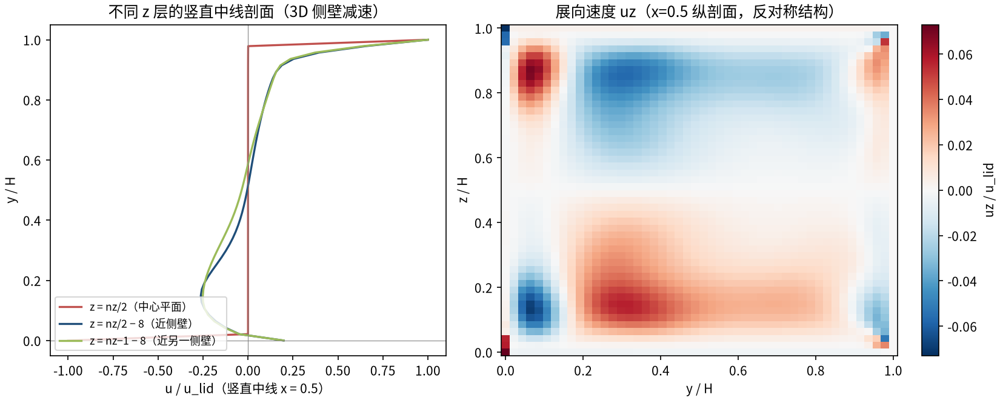 不同 z 层的竖直中线剖面（3D 侧壁减速）
y / H
1.0
0.8
0.6
0.4
0.2
0.0
z = nz/2（中心平面）
z = nz/2 − 8（近侧壁）
z = nz−1 − 8（近另一侧壁）
-1.00 -0.75 -0.50 -0.25 0.00 0.25 0.50 0.75 1.00
u / u_lid（竖直中线 x = 0.5）
展向速度 uz（x=0.5 纵剖面，反对称结构）
z / H
1.0
0.8
0.6
0.4
0.2
0.0
0.0 0.2 0.4 0.6 0.8 1.0
y / H
0.06
0.04
0.02
0.00
-0.02
-0.04
-0.06
uz / u_lid